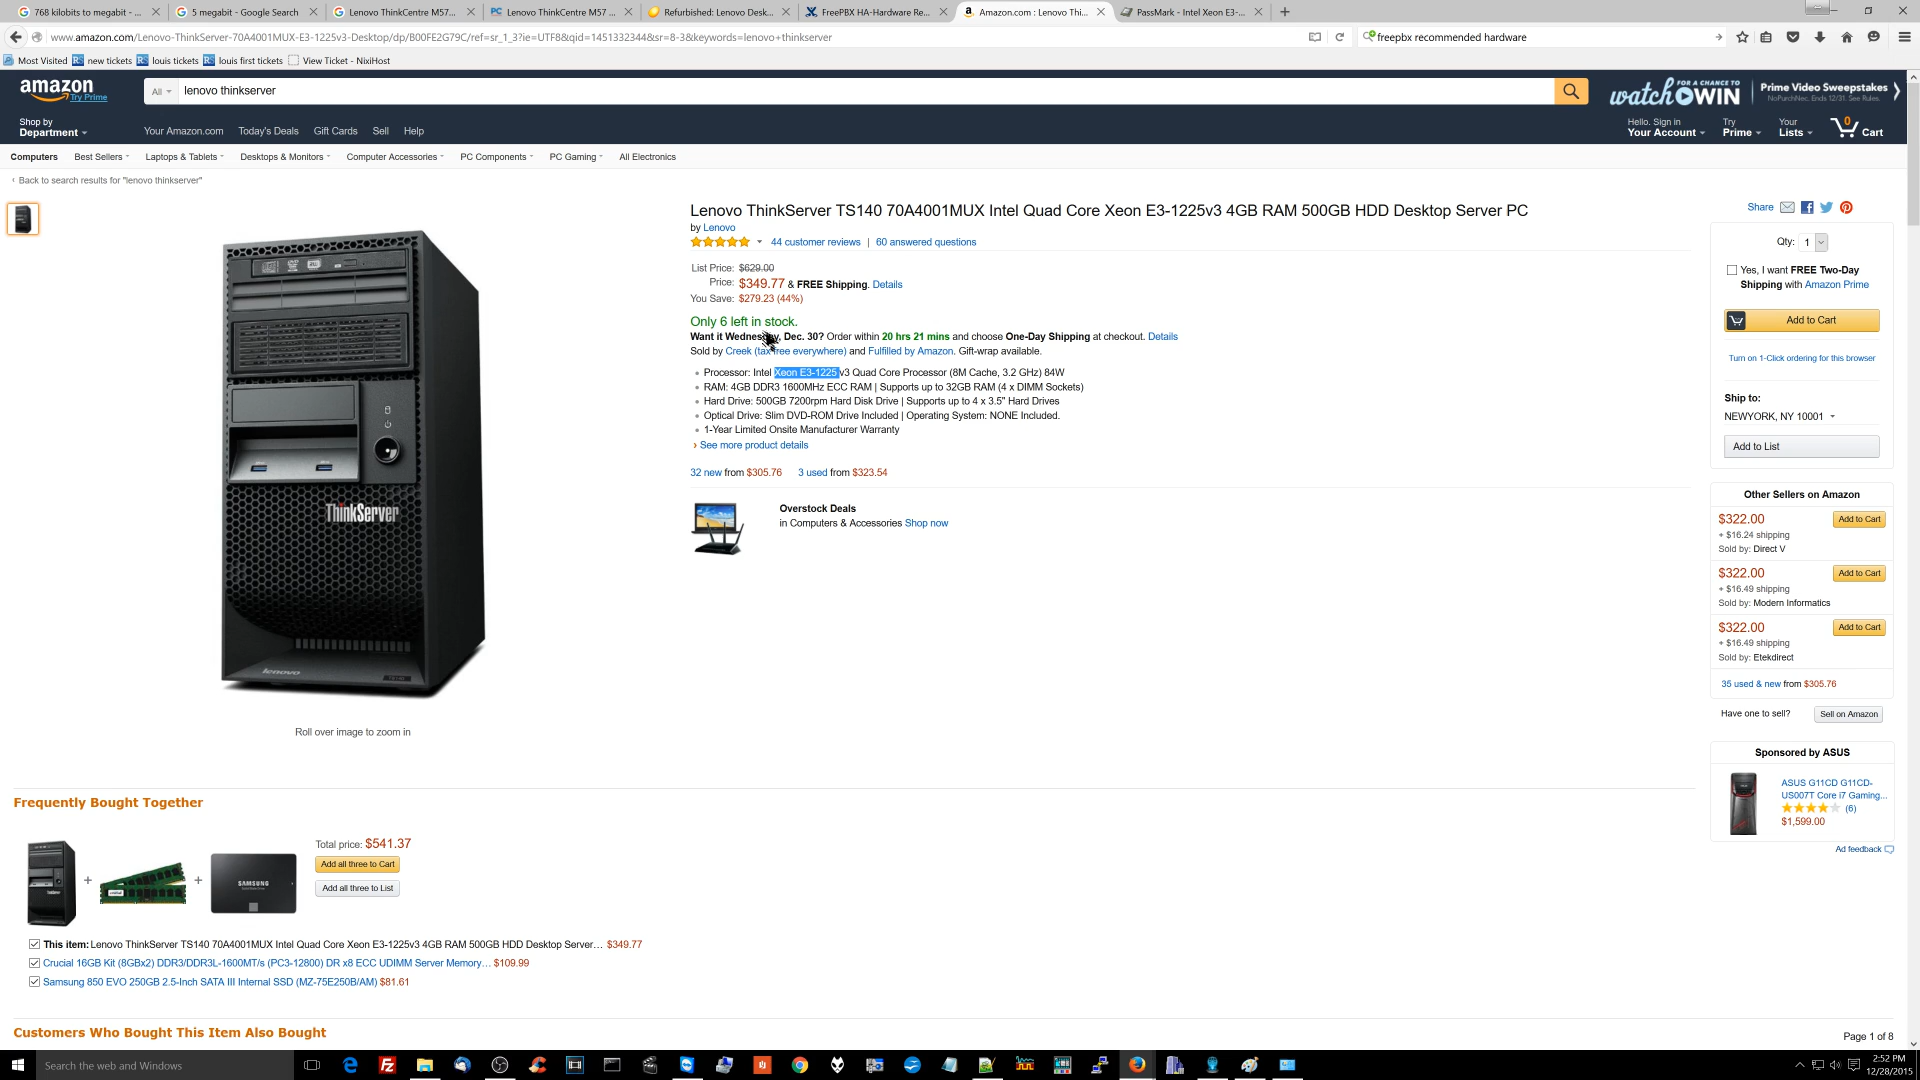 768 kilobits to megabit - ...
5 megabit - Google Search
Lenovo ThinkCentre M57...
Lenovo ThinkCentre M57 ...
Refurbished: Lenovo Desk...
FreePBX HA-Hardware Re...
Amazon.com : Lenovo Thi...
PassMark - Intel Xeon E3-...
www.amazon.com/Lenovo-ThinkServer-70A4001MUX-E3-1225v3-Desktop/dp/B00FE2G79C/ref=sr_1_3?ie=UTF8&qid=1451332344&sr=8-3&keywords=lenovo+thinkserver
freepbx recommended hardware
Most Visited
new tickets
louis tickets
louis first tickets
View Ticket - NixiHost
amazon
Try Prime
All
lenovo thinkserver
FOR A CHANCE TO
watch WIN
Prime Video Sweepstakes
NoPurchNec. Ends 12/31. See Rules.
Shop by
Department
Your Amazon.com
Today's Deals
Gift Cards
Sell
Help
Hello. Sign in
Your Account
Try
Prime
Your
Lists
0
Cart
Computers
Best Sellers
Laptops & Tablets
Desktops & Monitors
Computer Accessories
PC Components
PC Gaming
All Electronics
Back to search results for "lenovo thinkserver"
ThinkServer
lenovo
Roll over image to zoom in
Lenovo ThinkServer TS140 70A4001MUX Intel Quad Core Xeon E3-1225v3 4GB RAM 500GB HDD Desktop Server PC
by Lenovo
44 customer reviews | 60 answered questions
List Price: $629.00
Price: $349.77 & FREE Shipping. Details
You Save: $279.23 (44%)
Only 6 left in stock.
Want it Wednesday, Dec. 30? Order within 20 hrs 21 mins and choose One-Day Shipping at checkout. Details
Sold by Creek (tax free everywhere) and Fulfilled by Amazon. Gift-wrap available.
Processor: Intel Xeon E3-1225 v3 Quad Core Processor (8M Cache, 3.2 GHz) 84W
RAM: 4GB DDR3 1600MHz ECC RAM | Supports up to 32GB RAM (4 x DIMM Sockets)
Hard Drive: 500GB 7200rpm Hard Disk Drive | Supports up to 4 x 3.5" Hard Drives
Optical Drive: Slim DVD-ROM Drive Included | Operating System: NONE Included.
1-Year Limited Onsite Manufacturer Warranty
› See more product details
32 new from $305.76
3 used from $323.54
Overstock Deals
in Computers & Accessories Shop now
Share
Qty: 1
Yes, I want FREE Two-Day
Shipping with Amazon Prime
Add to Cart
Turn on 1-Click ordering for this browser
Ship to:
NEWYORK, NY 10001
Add to List
Other Sellers on Amazon
$322.00
Add to Cart
+ $16.24 shipping
Sold by: Direct V
$322.00
Add to Cart
+ $16.49 shipping
Sold by: Modern Informatics
$322.00
Add to Cart
+ $16.49 shipping
Sold by: Etekdirect
35 used & new from $305.76
Have one to sell?
Sell on Amazon
Sponsored by ASUS
ASUS G11CD G11CD-
US007T Core i7 Gaming...
(6)
$1,599.00
Ad feedback
Frequently Bought Together
+
+
SAMSUNG
Total price: $541.37
Add all three to Cart
Add all three to List
This item: Lenovo ThinkServer TS140 70A4001MUX Intel Quad Core Xeon E3-1225v3 4GB RAM 500GB HDD Desktop Server... $349.77
Crucial 16GB Kit (8GBx2) DDR3/DDR3L-1600MT/s (PC3-12800) DR x8 ECC UDIMM Server Memory... $109.99
Samsung 850 EVO 250GB 2.5-Inch SATA III Internal SSD (MZ-75E250B/AM) $81.61
Customers Who Bought This Item Also Bought
Page 1 of 8
Search the web and Windows
2:52 PM
12/28/2015